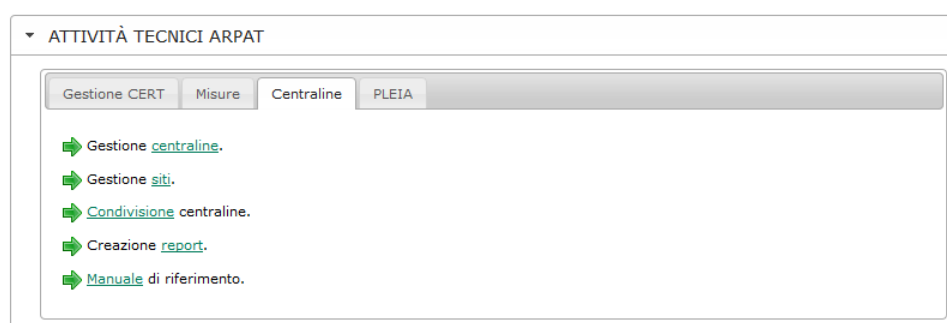 ATTIVITÀ TECNICI ARPAT
Gestione CERT Misure Centraline PLEIA
Gestione centraline.
Gestione siti.
Condivisione centraline.
Creazione report.
Manuale di riferimento.